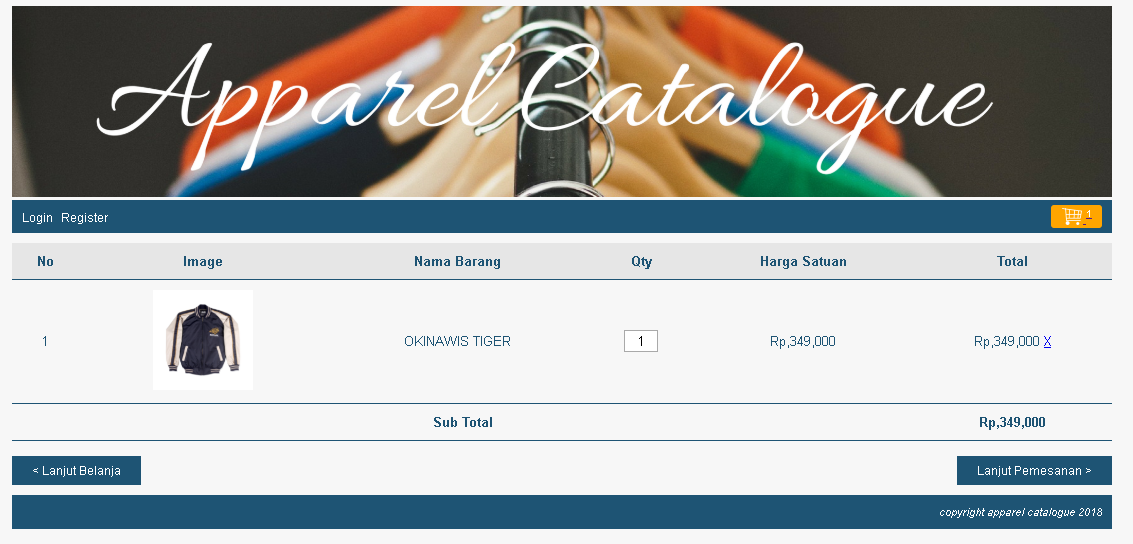 Apparel Catalogue
Login Register 1
No Image Nama Barang Qty Harga Satuan Total
1 OKINAWIS TIGER 1 Rp,349,000 Rp,349,000 X
Sub Total Rp,349,000
< Lanjut Belanja Lanjut Pemesanan >
copyright apparel catalogue 2018